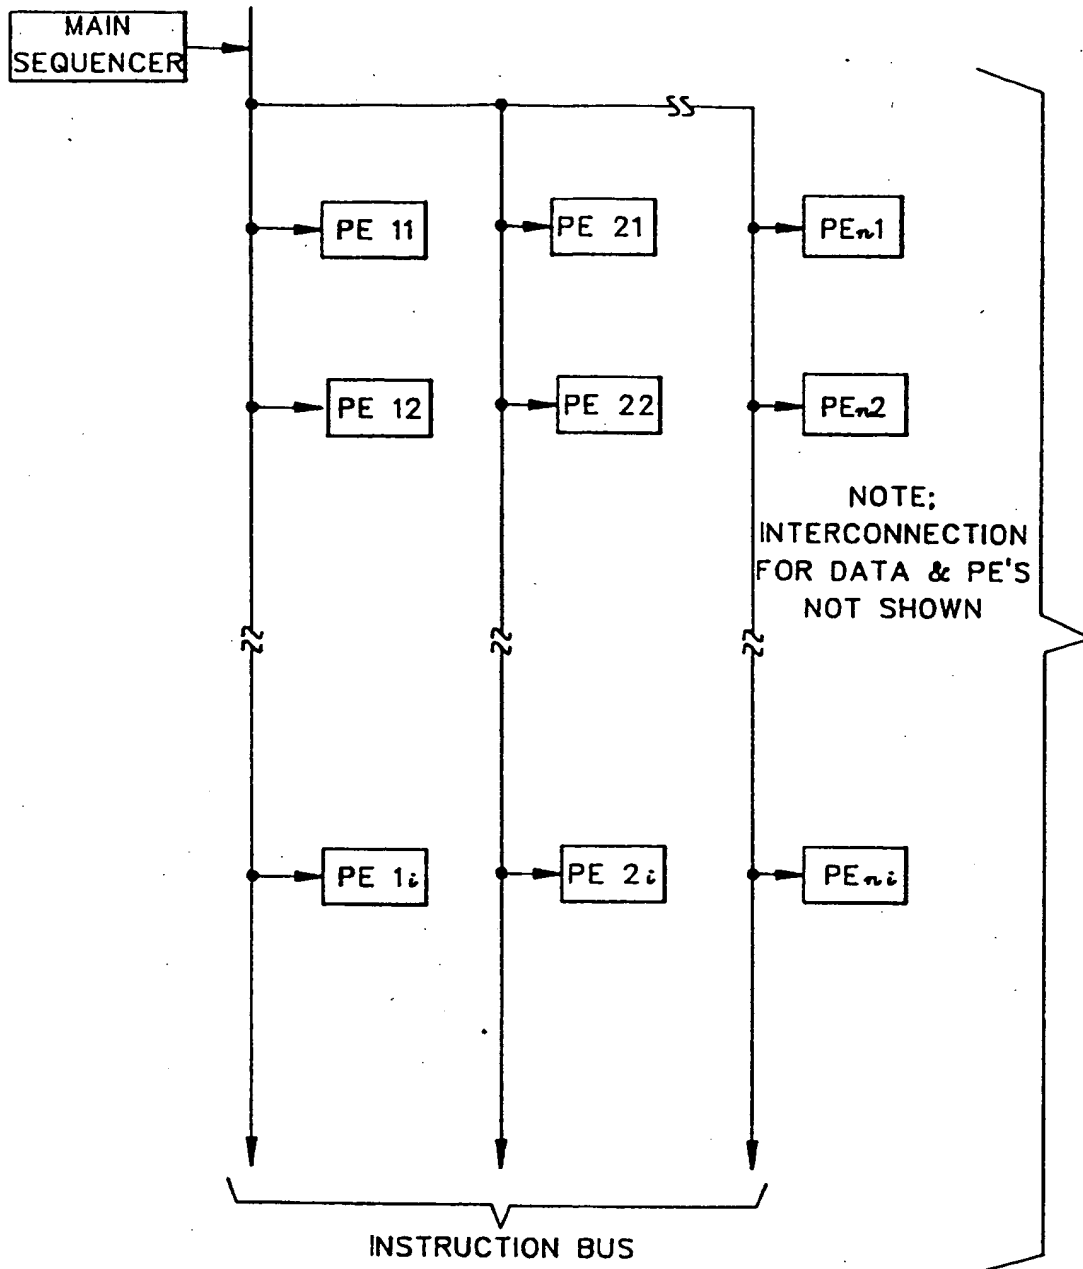 MAIN
SEQUENCER
PE 11
PE 21
PEn1
PE 12
PE 22
PEn2
NOTE;
INTERCONNECTION
FOR DATA & PE'S
NOT SHOWN
PE 1i
PE 2i
PEni
INSTRUCTION BUS